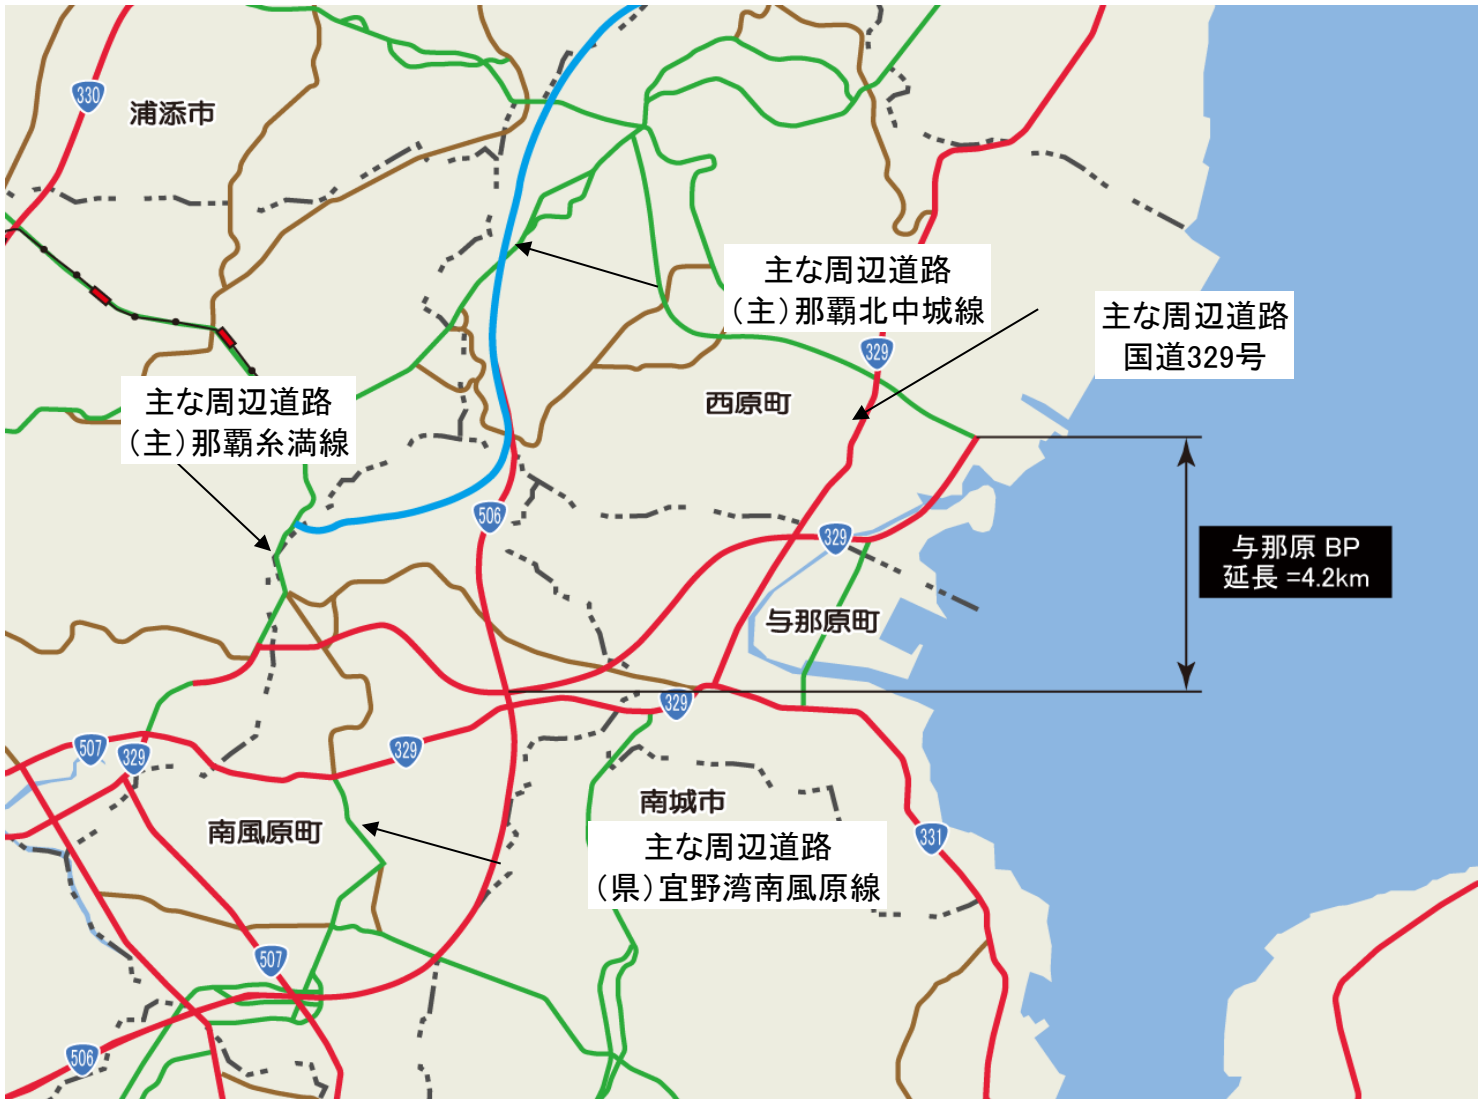 330
浦添市
主な周辺道路
（主）那覇北中城線
主な周辺道路
国道329号
329
主な周辺道路
（主）那覇糸満線
西原町
506
329
与那原 BP
延長 =4.2km
与那原町
329
507
329
329
南城市
南風原町
331
主な周辺道路
（県）宜野湾南風原線
507
506